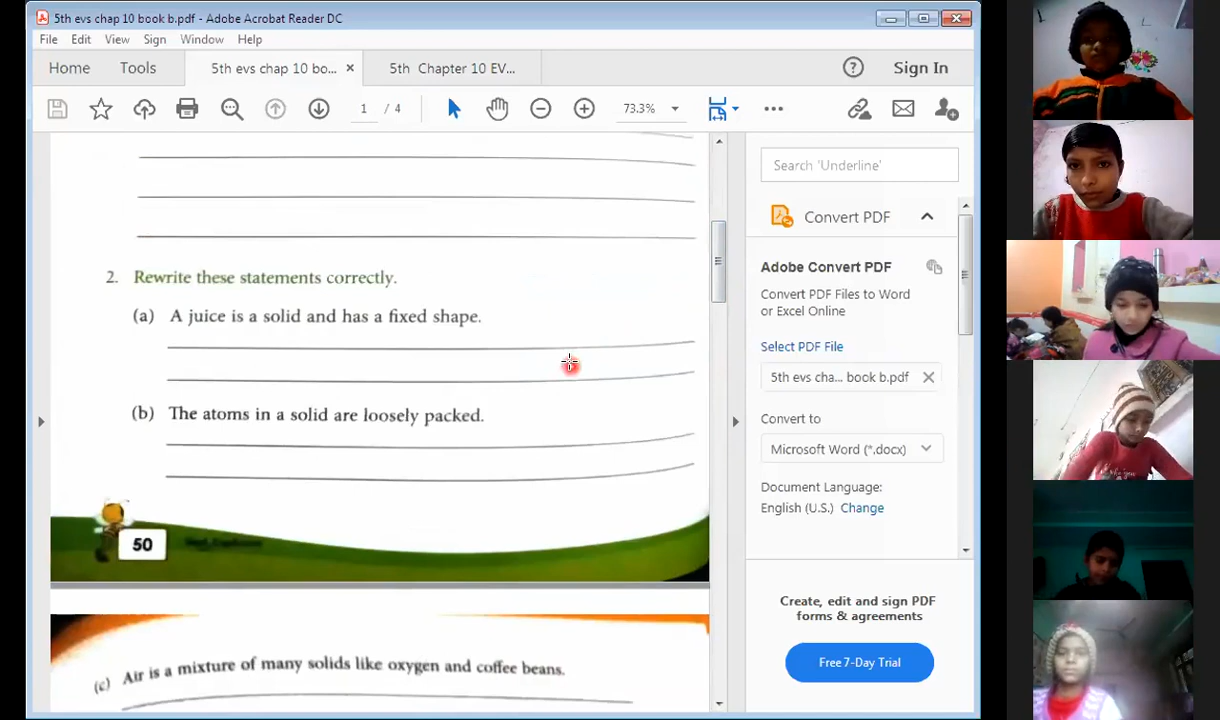 5th evs chap 10 book b.pdf - Adobe Acrobat Reader DC
File Edit View Sign Window Help
Home Tools 5th evs chap 10 bo... × 5th Chapter 10 EV... Sign In
1 / 4 73.3%
2. Rewrite these statements correctly.
(a) A juice is a solid and has a fixed shape.
(b) The atoms in a solid are loosely packed.
50
(c) Air is a mixture of many solids like oxygen and coffee beans.
Search 'Underline'
Convert PDF
Adobe Convert PDF
Convert PDF Files to Word
or Excel Online
Select PDF File
5th evs cha... book b.pdf
Convert to
Microsoft Word (*.docx)
Document Language:
English (U.S.) Change
Create, edit and sign PDF
forms & agreements
Free 7-Day Trial